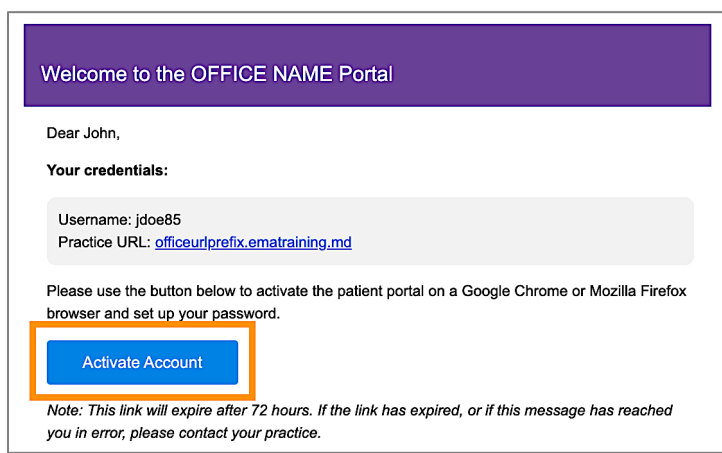 Welcome to the OFFICE NAME Portal
Dear John,
Your credentials:
Username: jdoe85
Practice URL: officeurlprefix.ematraining.md
Please use the button below to activate the patient portal on a Google Chrome or Mozilla Firefox
browser and set up your password.
Activate Account
Note: This link will expire after 72 hours. If the link has expired, or if this message has reached
you in error, please contact your practice.